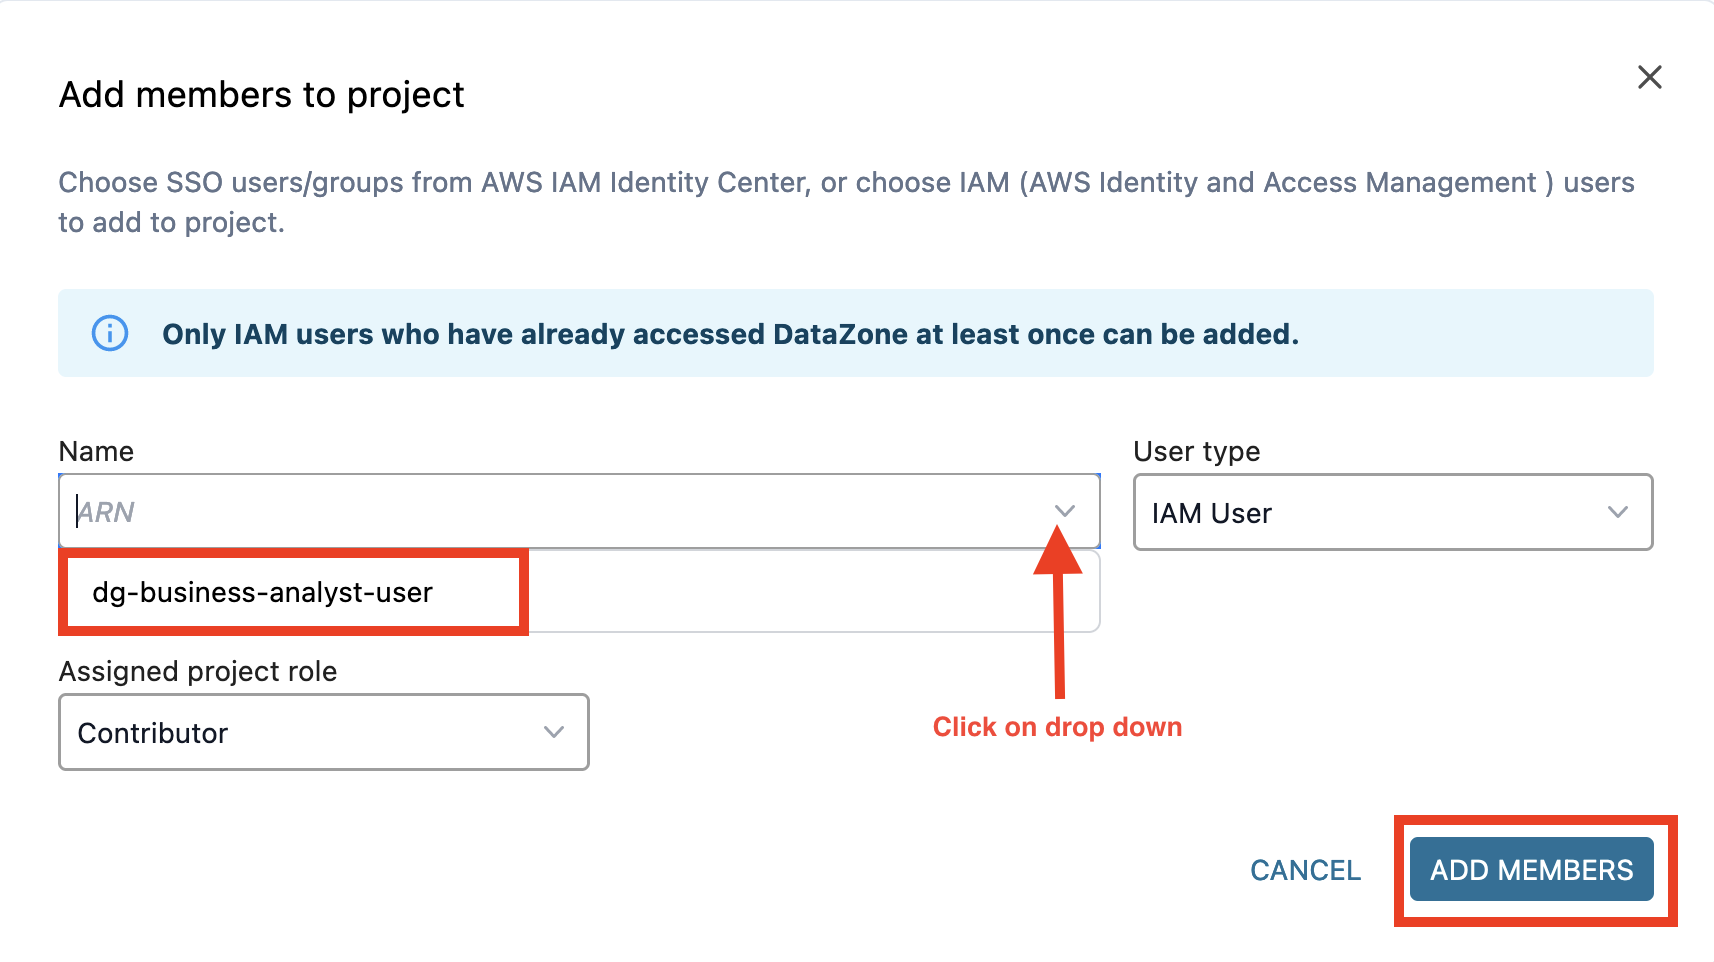 Add members to project
Choose SSO users/groups from AWS IAM Identity Center, or choose IAM (AWS Identity and Access Management ) users
to add to project.
Only IAM users who have already accessed DataZone at least once can be added.
Name
User type
ARN
IAM User
dg-business-analyst-user
Assigned project role
Contributor
Click on drop down
CANCEL
ADD MEMBERS